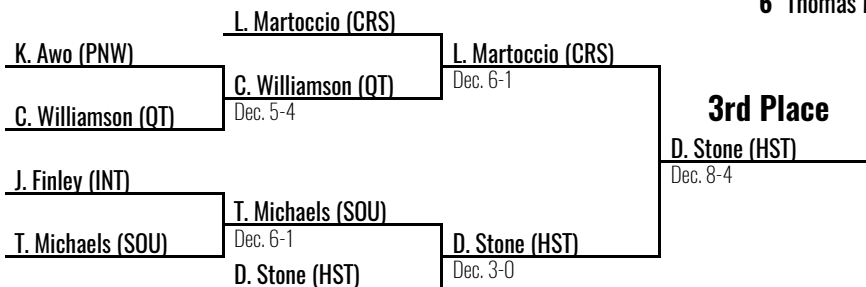 6 Thomas
L. Martoccio (CRS)
K. Awo (PNW)
L. Martoccio (CRS)
Dec. 6-1
C. Williamson (QT)
Dec. 5-4
C. Williamson (QT)
3rd Place
D. Stone (HST)
Dec. 8-4
J. Finley (INT)
T. Michaels (SOU)
Dec. 6-1
T. Michaels (SOU)
D. Stone (HST)
Dec. 3-0
D. Stone (HST)